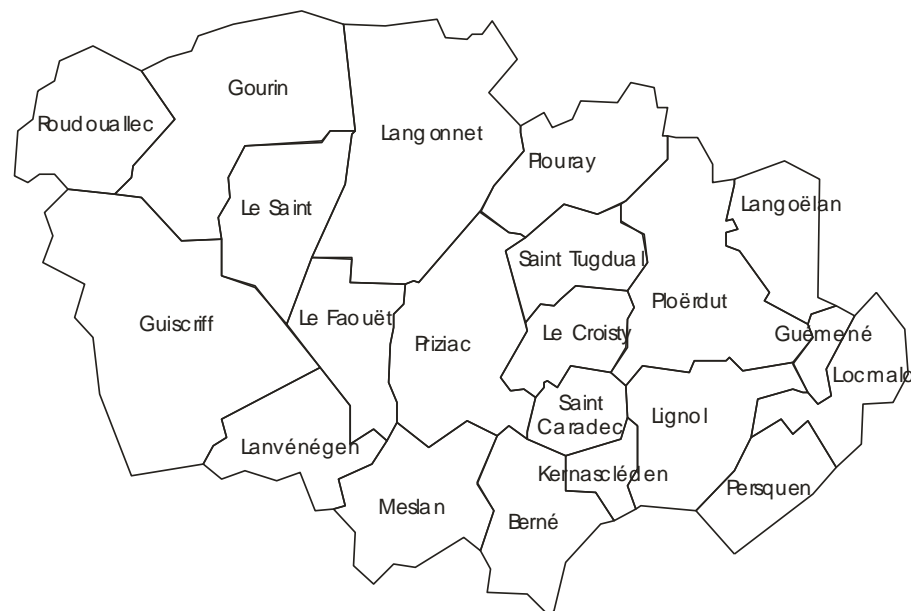 Gourin
Roudouallec
Langonnet
Plouray
Le Saint
Langoëlan
Saint Tugdual
Ploërdut
Guiscriff
Le Faouët
Priziac
Le Croisty
Guémené
Locmalo
Saint
Caradec
Lignol
Lanvénégen
Kernascléden
Persquen
Meslan
Berné